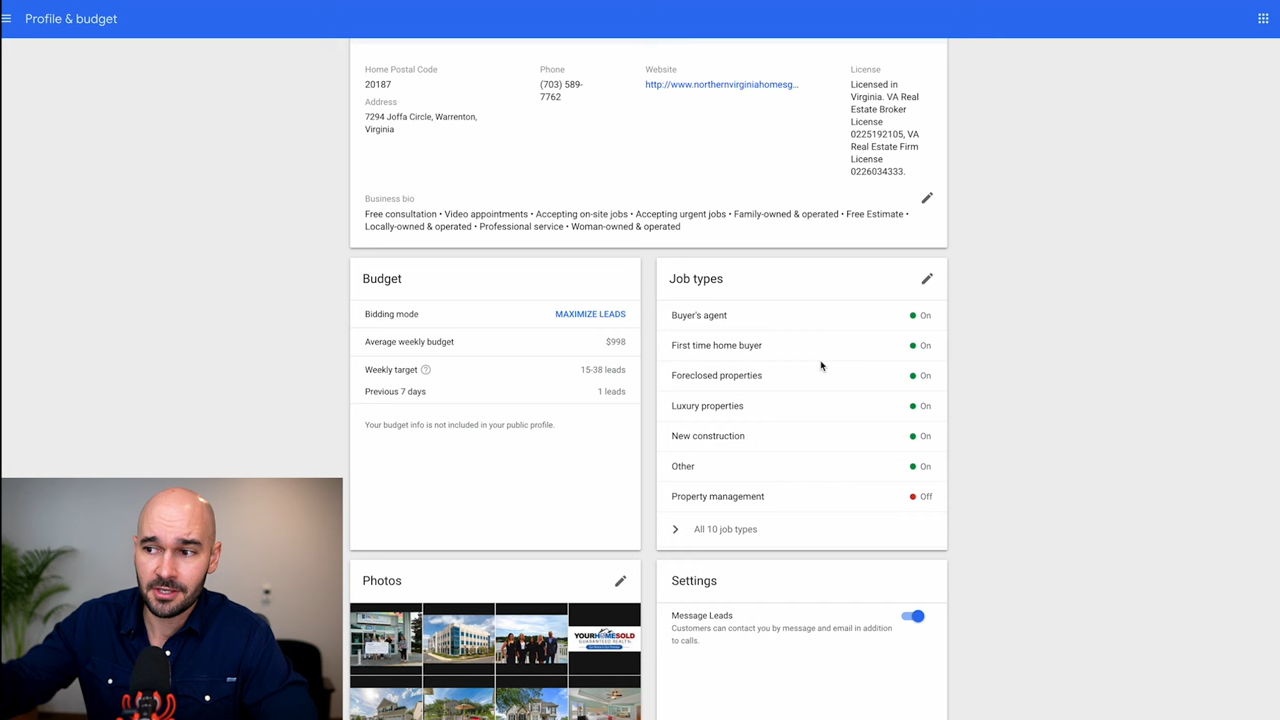 Profile & budget
Home Postal Code
20187
Address
7294 Joffa Circle, Warrenton,
Virginia
Phone
(703) 589-
7762
Website
http://www.northernvirginiahomesg...
License
Licensed in
Virginia. VA Real
Estate Broker
License
0225192105, VA
Real Estate Firm
License
0226034333.
Business bio
Free consultation • Video appointments • Accepting on-site jobs • Accepting urgent jobs • Family-owned & operated • Free Estimate •
Locally-owned & operated • Professional service • Woman-owned & operated
Budget
Bidding mode MAXIMIZE LEADS
Average weekly budget $998
Weekly target ? 15-38 leads
Previous 7 days 1 leads
Your budget info is not included in your public profile.
Job types
Buyer's agent On
First time home buyer On
Foreclosed properties On
Luxury properties On
New construction On
Other On
Property management Off
All 10 job types
Photos
YOURHOMESOLD
GUARANTEED REALTY
Settings
Message Leads
Customers can contact you by message and email in addition
to calls.